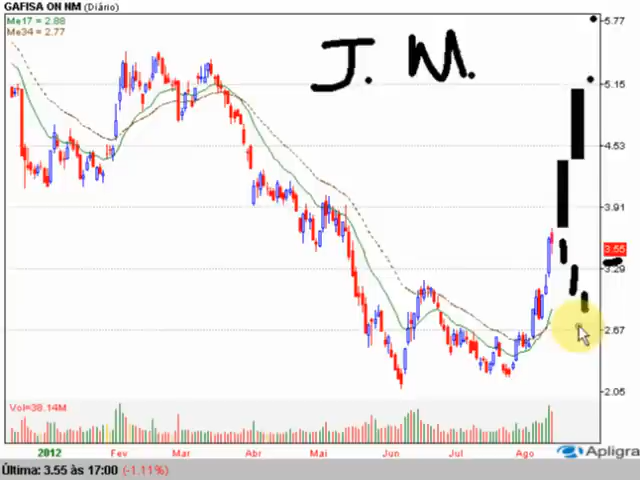 GAFISA ON NM (Diário)
Me17 = 2.88
Me34 = 2.77
J. M.
5.77
5.15
4.53
3.91
3.55
3.29
2.67
2.05
Vol=38.14M
2012 Fev Mar Abr Mai Jun Jul Ago
Apligra
Última: 3.55 às 17:00 (-1.11%)